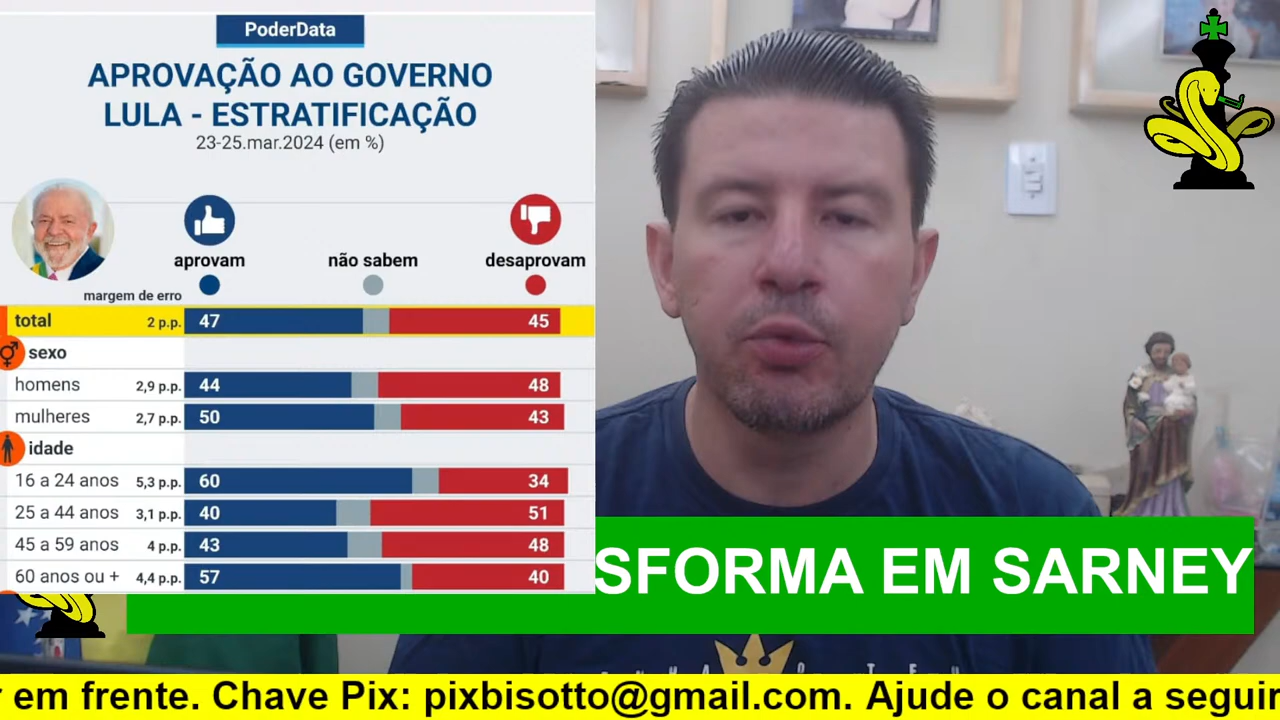 PoderData
APROVAÇÃO AO GOVERNO
LULA - ESTRATIFICAÇÃO
23-25.mar.2024 (em %)
aprovam não sabem desaprovam
margem de erro
total 2 p.p. 47 45
sexo
homens 2,9 p.p. 44 48
mulheres 2,7 p.p. 50 43
idade
16 a 24 anos 5,3 p.p. 60 34
25 a 44 anos 3,1 p.p. 40 51
45 a 59 anos 4 p.p. 43 48
60 anos ou + 4,4 p.p. 57 40
SFORMA EM SARNEY
em frente. Chave Pix: pixbisotto@gmail.com. Ajude o canal a seguir